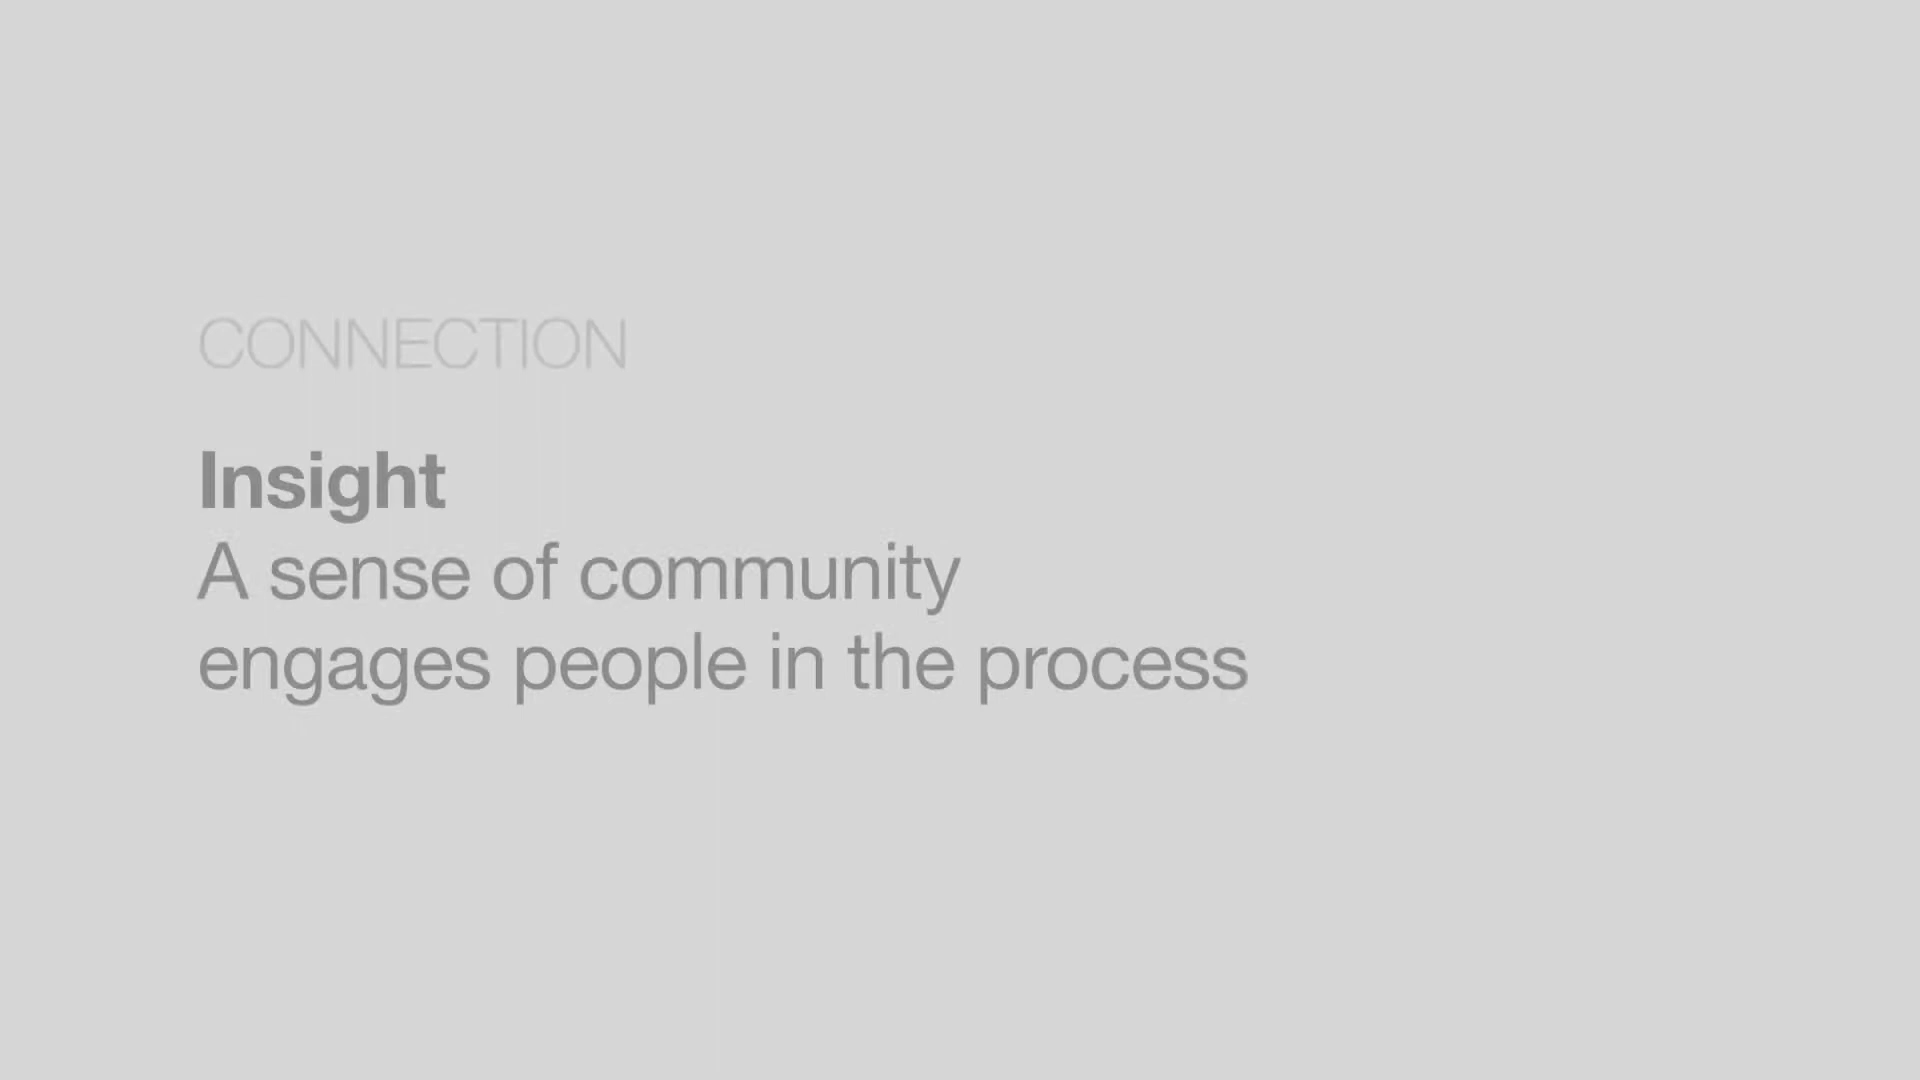 CONNECTION
Insight
A sense of community
engages people in the process